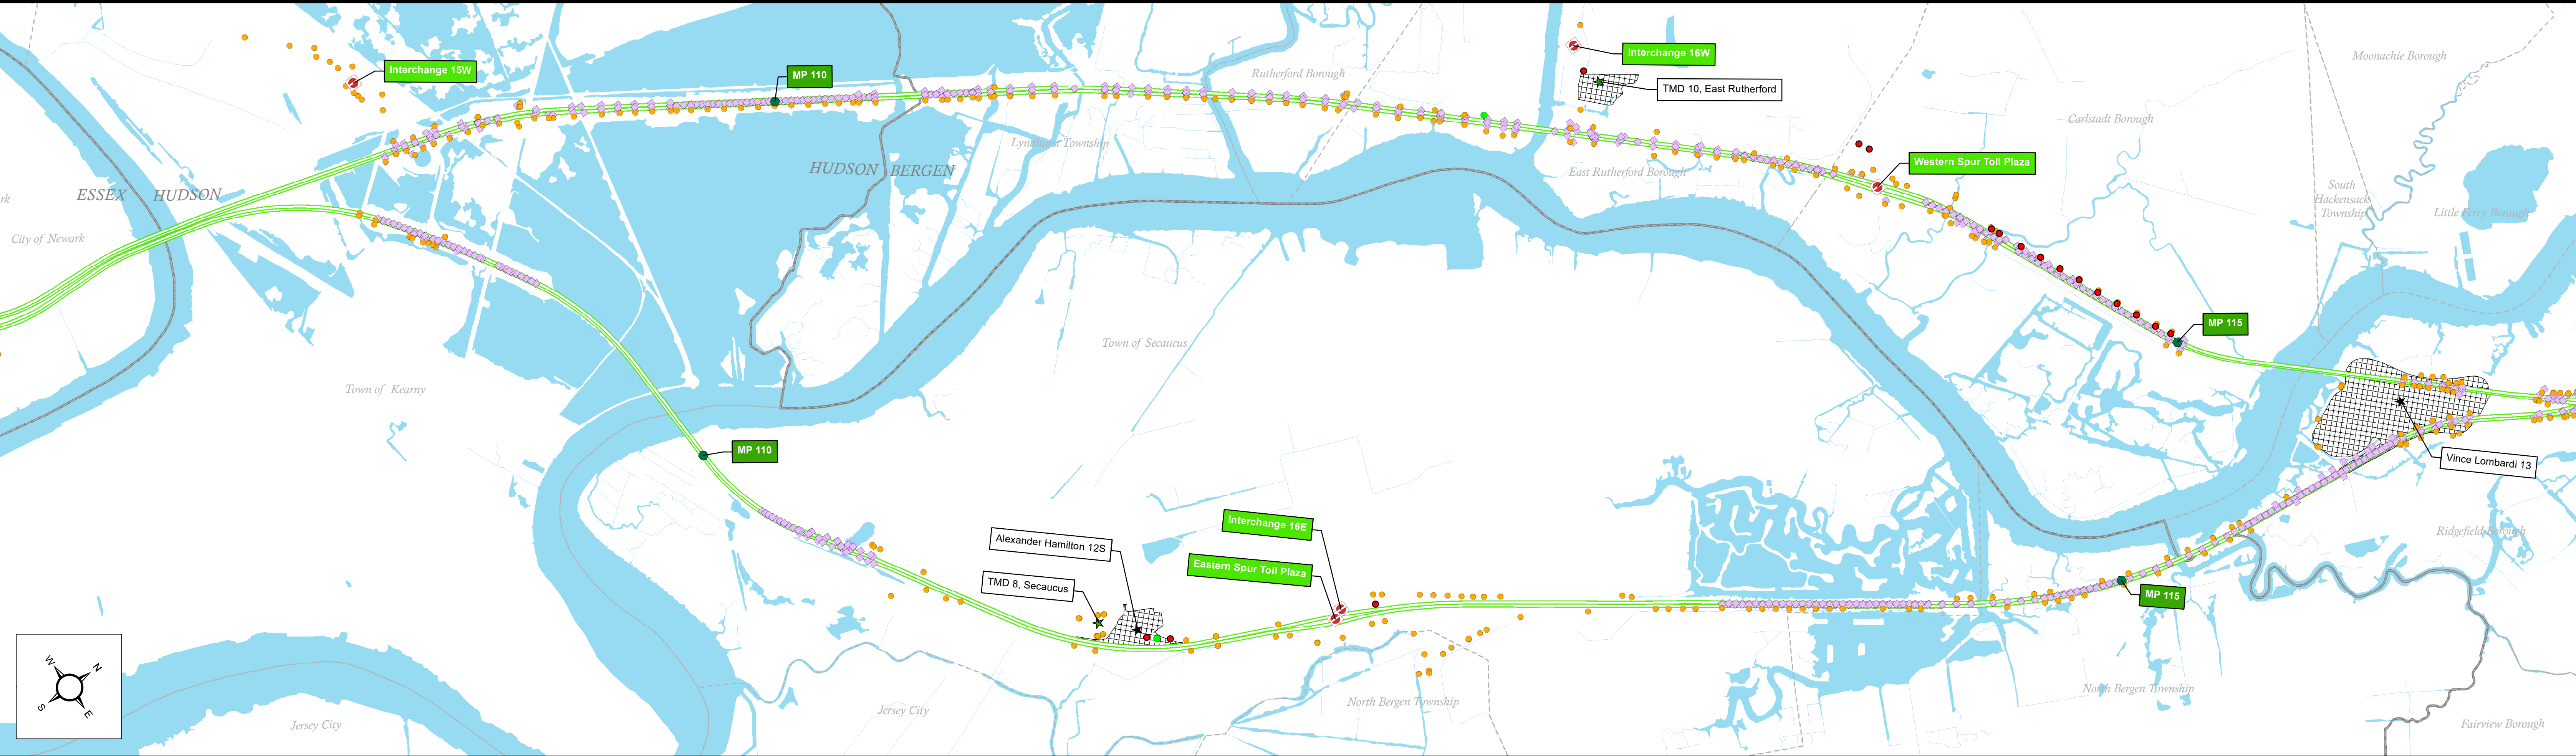 Interchange 15W
MP 110
Rutherford Borough
Interchange 16W
TMD 10, East Rutherford
Moonachie Borough
Carlstadt Borough
Lyndhurst Township
HUDSON
BERGEN
East Rutherford Borough
Western Spur Toll Plaza
South
Hackensack
Township
Little Ferry Borough
ESSEX
HUDSON
rk
City of Newark
Town of Secaucus
MP 115
Town of Kearny
MP 110
Vince Lombardi 13
Interchange 16E
Alexander Hamilton 12S
Eastern Spur Toll Plaza
TMD 8, Secaucus
Ridgefield Borough
MP 115
W
N
S
E
Jersey City
Jersey City
North Bergen Township
North Bergen Township
Fairview Borough